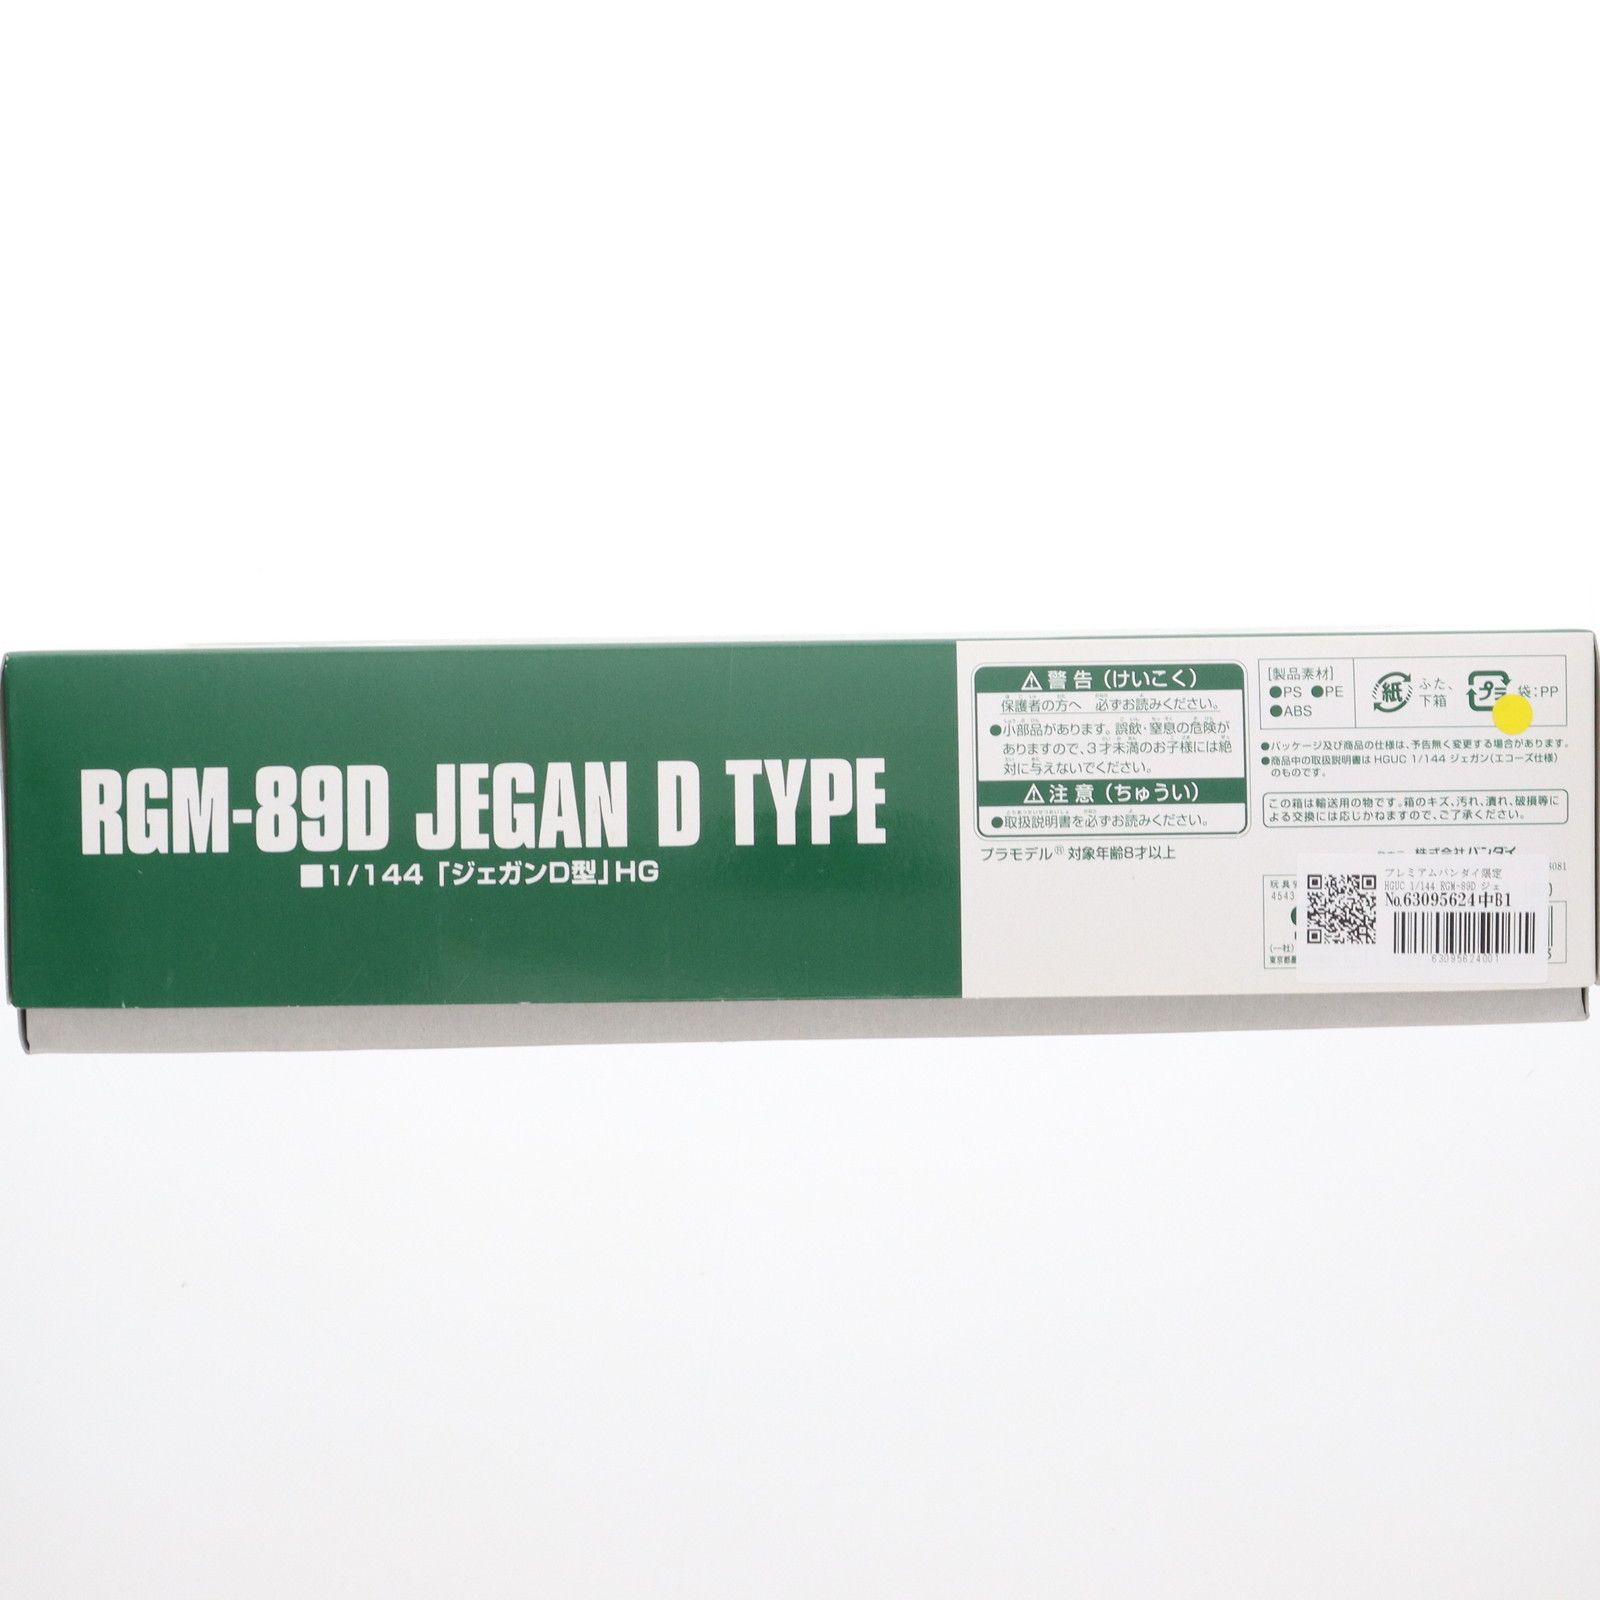 RGM-89D JEGAN D TYPE
■1/144「ジェガンD型」HG
⚠警告(けいこく)
保護者の方へ 必ずお読みください。
●小部品があります。誤飲・窒息の危険が
ありますので、3才未満のお子様には絶
対に与えないでください。
⚠注意(ちゅうい)
●取扱説明書を必ずお読みください。
プラモデル®対象年齢8才以上
[製品素材]
●PS ●PE
●ABS
紙 ふた、
下箱
プラ 袋:PP
●パッケージ及び商品の仕様は、予告無く変更する場合があります。
●商品中の取扱説明書は HGUC 1/144 ジェガン(エコーズ仕様)
のものです。
この箱は輸送用の物です。箱のキズ、汚れ、潰れ、破損等に
よる交換には応じかねますので、ご了承ください。
株式会社バンダイ
3081
4543
(一社)
プレミアムバンダイ限定
HGUC 1/144 RGM-89D ジェ
No.63095624中B1
63095624001